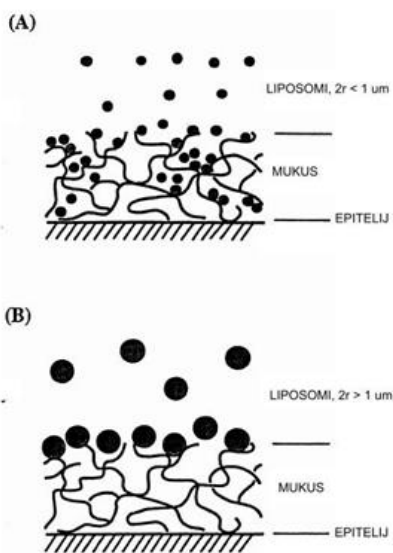 (A)
LIPOSOMI, 2r < 1 um
MUKUS
EPITELIJ
(B)
LIPOSOMI, 2r > 1 um
MUKUS
EPITELIJ